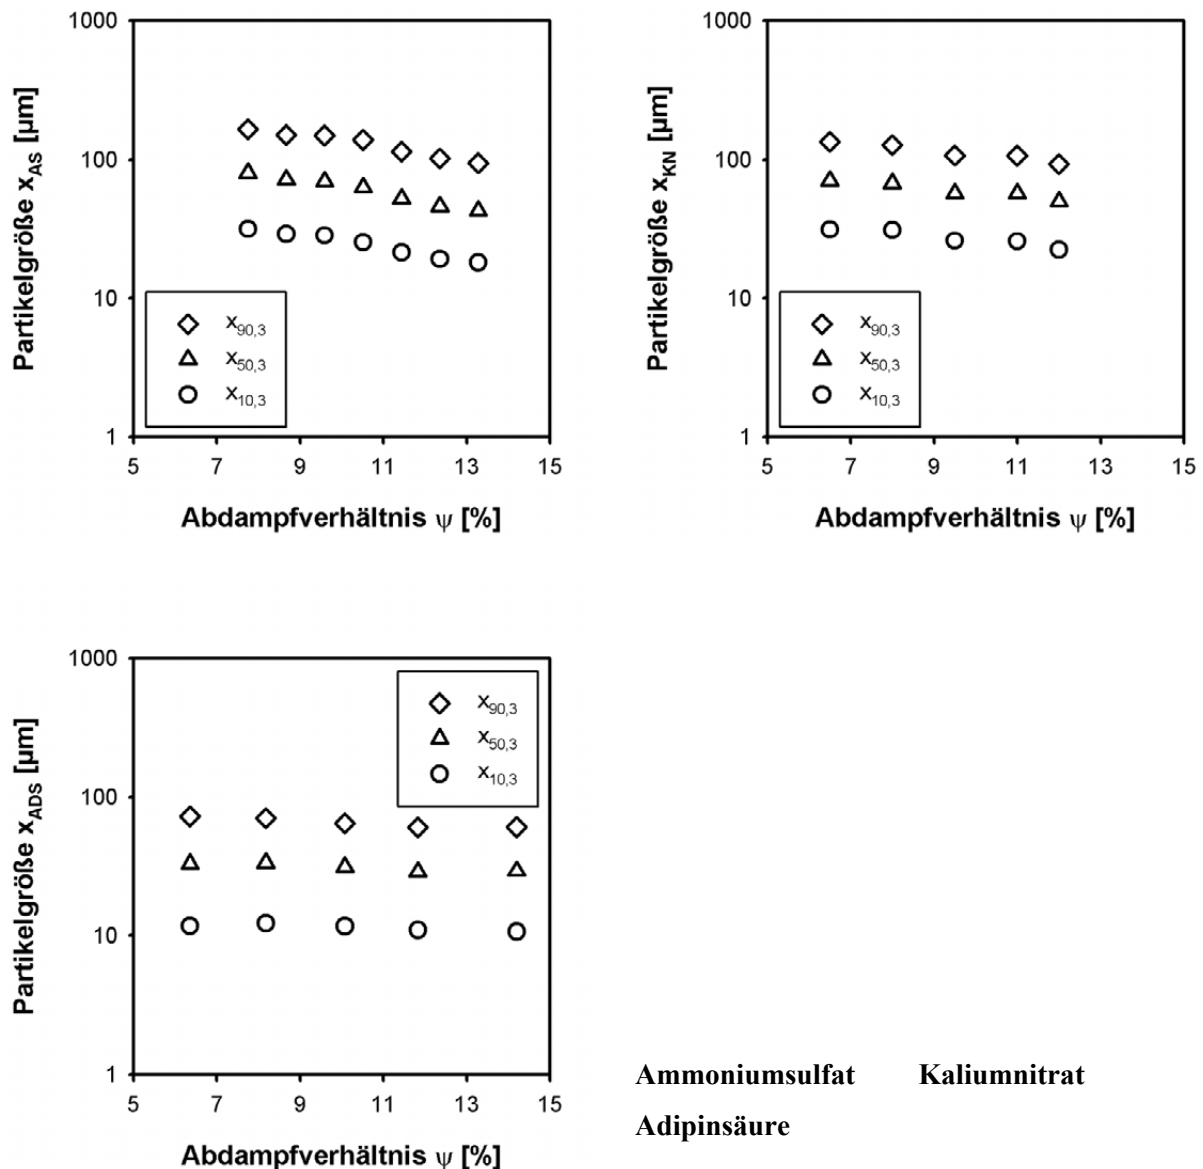 1000
100
10
1
Partikelgröße x_AS [µm]
x_90,3
x_50,3
x_10,3
5 7 9 11 13 15
Abdampfverhältnis ψ [%]
1000
100
10
1
Partikelgröße x_KN [µm]
x_90,3
x_50,3
x_10,3
5 7 9 11 13 15
Abdampfverhältnis ψ [%]
1000
100
10
1
Partikelgröße x_ADS [µm]
x_90,3
x_50,3
x_10,3
5 7 9 11 13 15
Abdampfverhältnis ψ [%]
Ammoniumsulfat Kaliumnitrat
Adipinsäure